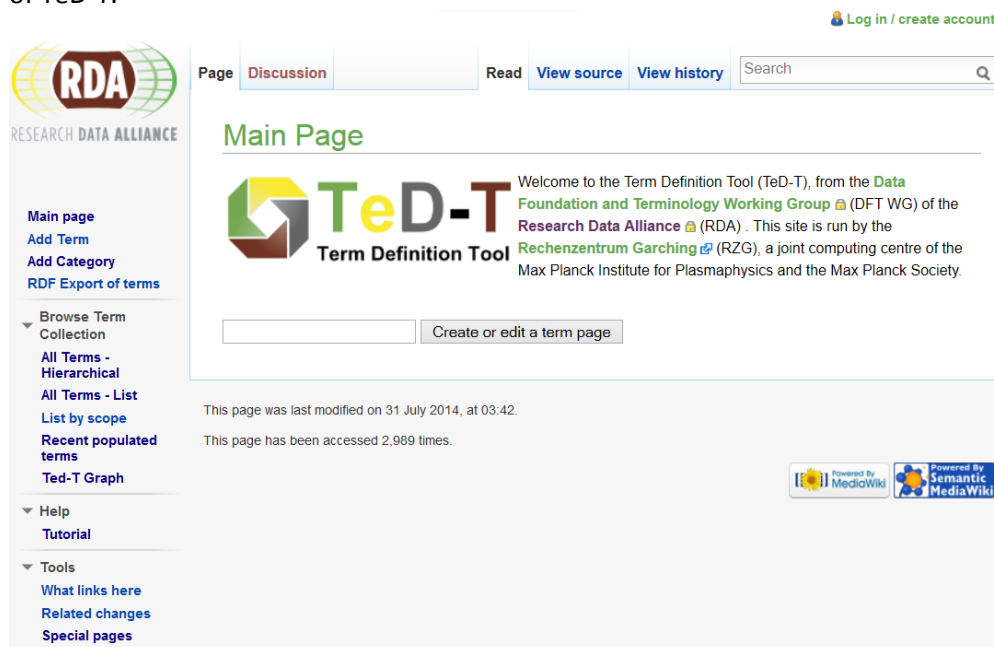 of TeD-T.
Log in / create account
RDA
RESEARCH DATA ALLIANCE
Page Discussion Read View source View history Search
Main Page
TeD-T
Term Definition Tool
Welcome to the Term Definition Tool (TeD-T), from the Data
Foundation and Terminology Working Group (DFT WG) of the
Research Data Alliance (RDA) . This site is run by the
Rechenzentrum Garching (RZG), a joint computing centre of the
Max Planck Institute for Plasmaphysics and the Max Planck Society.
Create or edit a term page
This page was last modified on 31 July 2014, at 03:42.
This page has been accessed 2,989 times.
Main page
Add Term
Add Category
RDF Export of terms
Browse Term
Collection
All Terms -
Hierarchical
All Terms - List
List by scope
Recent populated
terms
Ted-T Graph
Help
Tutorial
Tools
What links here
Related changes
Special pages
Powered By
MediaWiki
Powered By
Semantic
MediaWiki